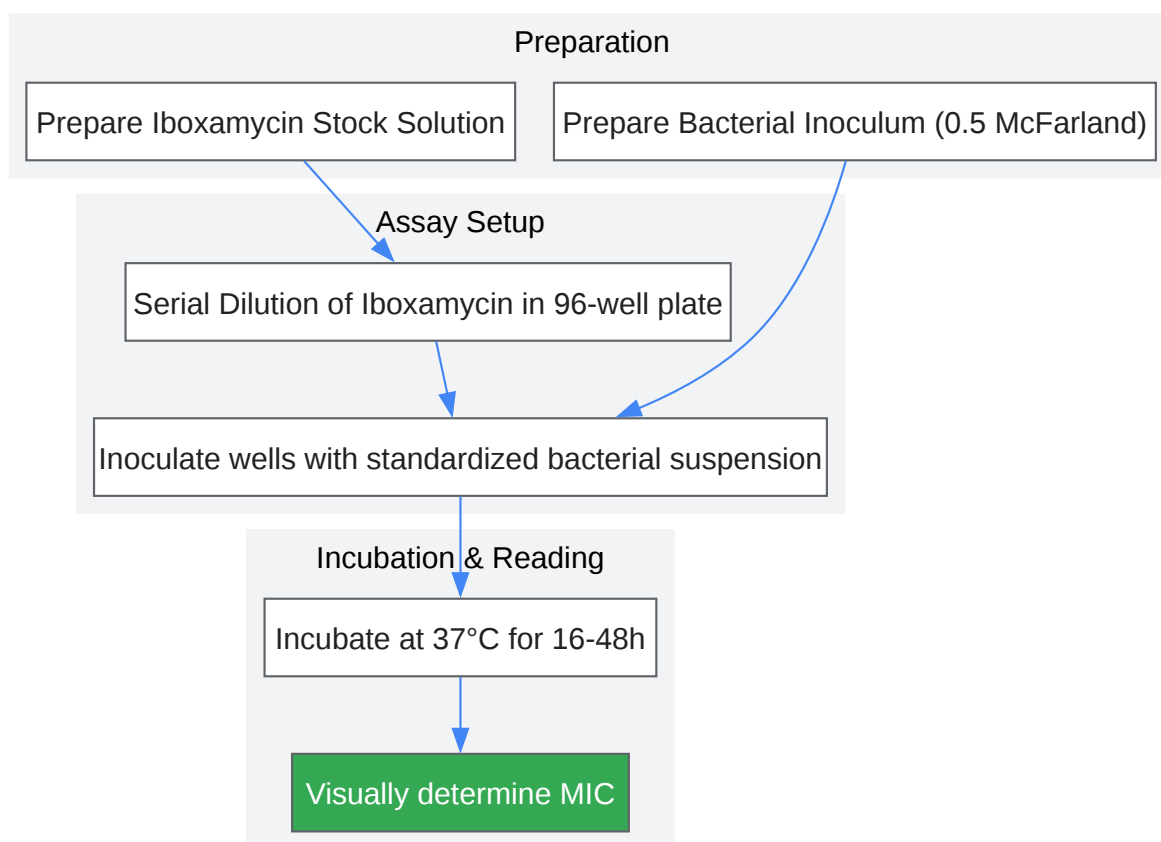 Preparation
Prepare Iboxamycin Stock Solution
Prepare Bacterial Inoculum (0.5 McFarland)
Assay Setup
Serial Dilution of Iboxamycin in 96-well plate
Inoculate wells with standardized bacterial suspension
Incubation & Reading
Incubate at 37°C for 16-48h
Visually determine MIC